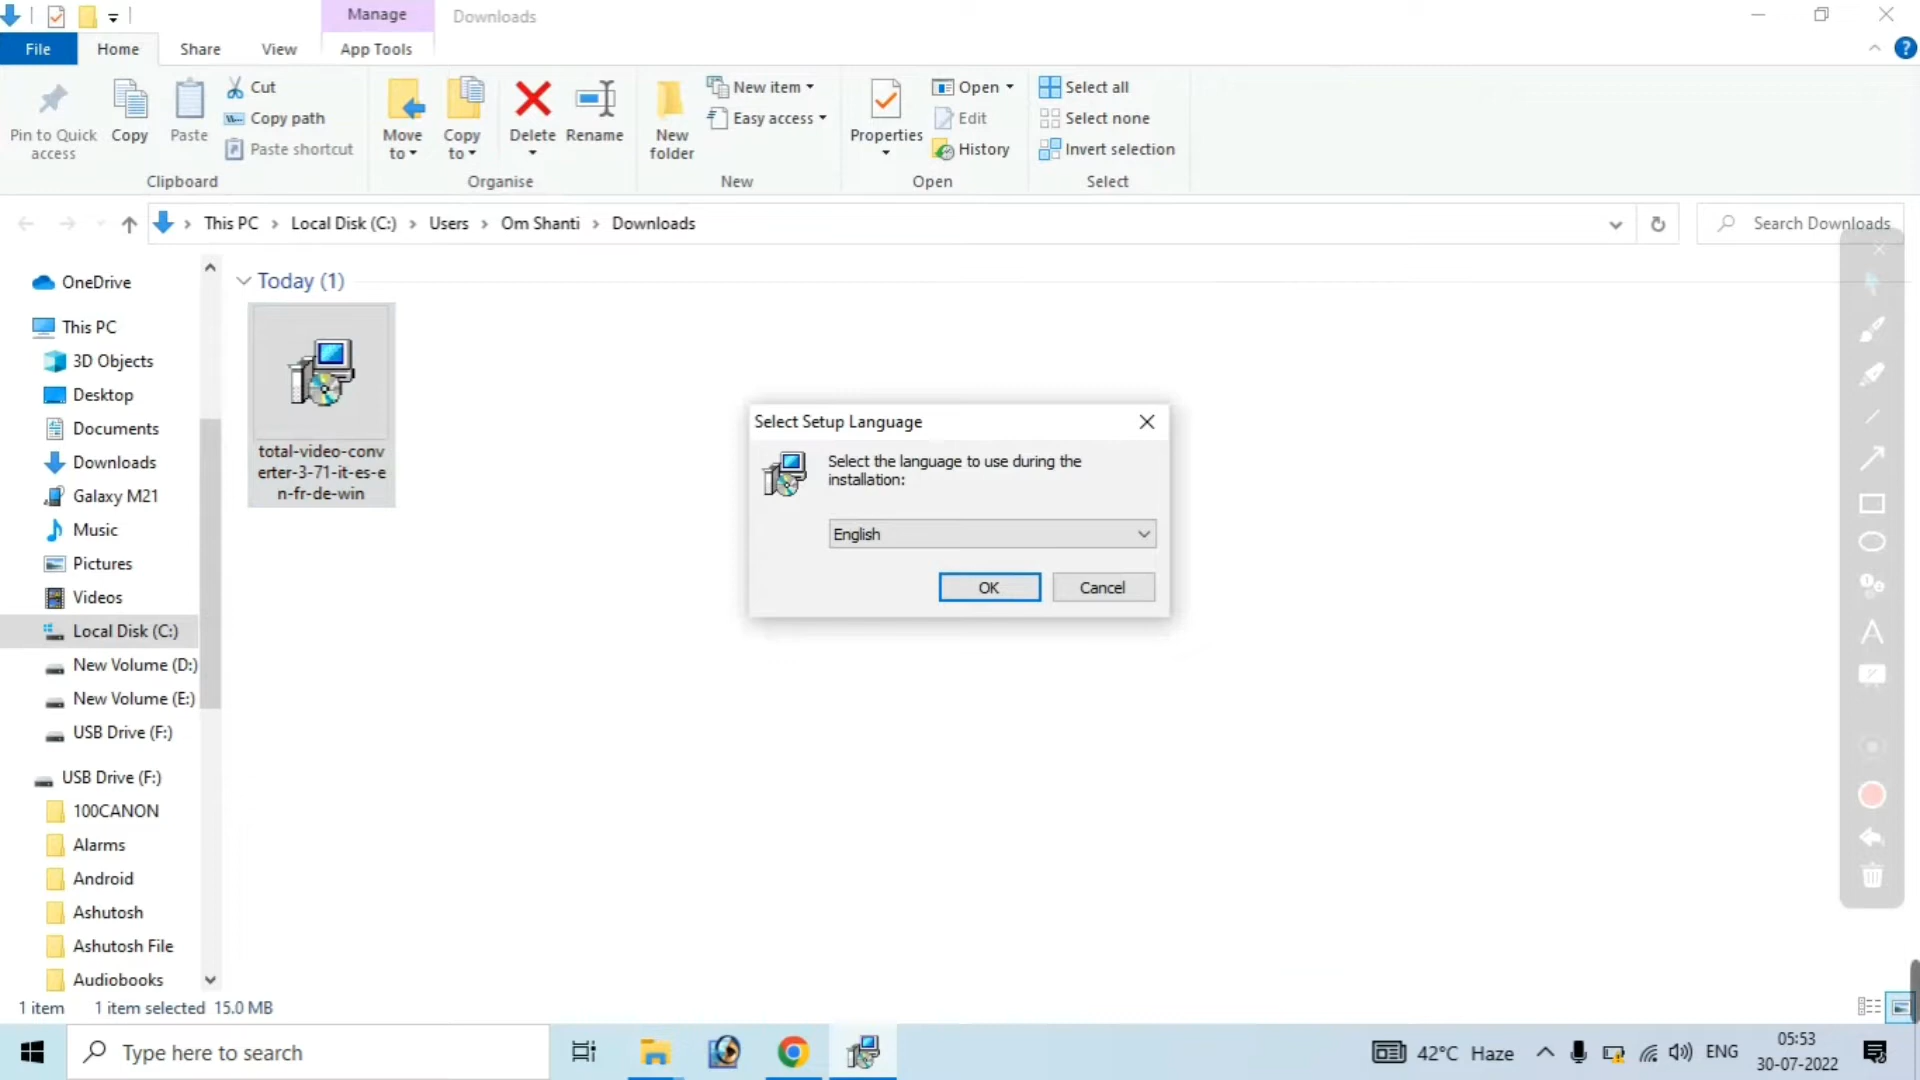 Manage
Downloads
File
Home
Share
View
App Tools
Pin to Quick access
Copy
Paste
Cut
Copy path
Paste shortcut
Move to
Copy to
Delete
Rename
New folder
New item
Easy access
Properties
Open
Edit
History
Select all
Select none
Invert selection
Clipboard
Organise
New
Open
Select
This PC > Local Disk (C:) > Users > Om Shanti > Downloads
Search Downloads
OneDrive
This PC
3D Objects
Desktop
Documents
Downloads
Galaxy M21
Music
Pictures
Videos
Local Disk (C:)
New Volume (D:)
New Volume (E:)
USB Drive (F:)
USB Drive (F:)
100CANON
Alarms
Android
Ashutosh
Ashutosh File
Audiobooks
Today (1)
total-video-conv
erter-3-71-it-es-e
n-fr-de-win
Select Setup Language
Select the language to use during the
installation:
English
OK
Cancel
1 item
1 item selected 15.0 MB
Type here to search
42°C Haze
ENG
05:53
30-07-2022